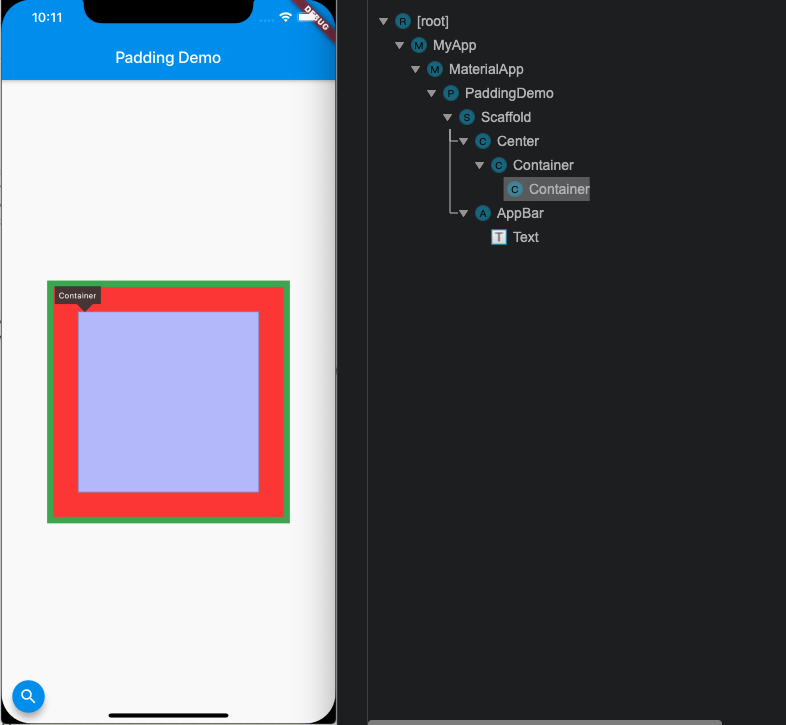 10:11
DEBUG
Padding Demo
Container
R [root]
M MyApp
M MaterialApp
P PaddingDemo
S Scaffold
C Center
C Container
C Container
A AppBar
T Text